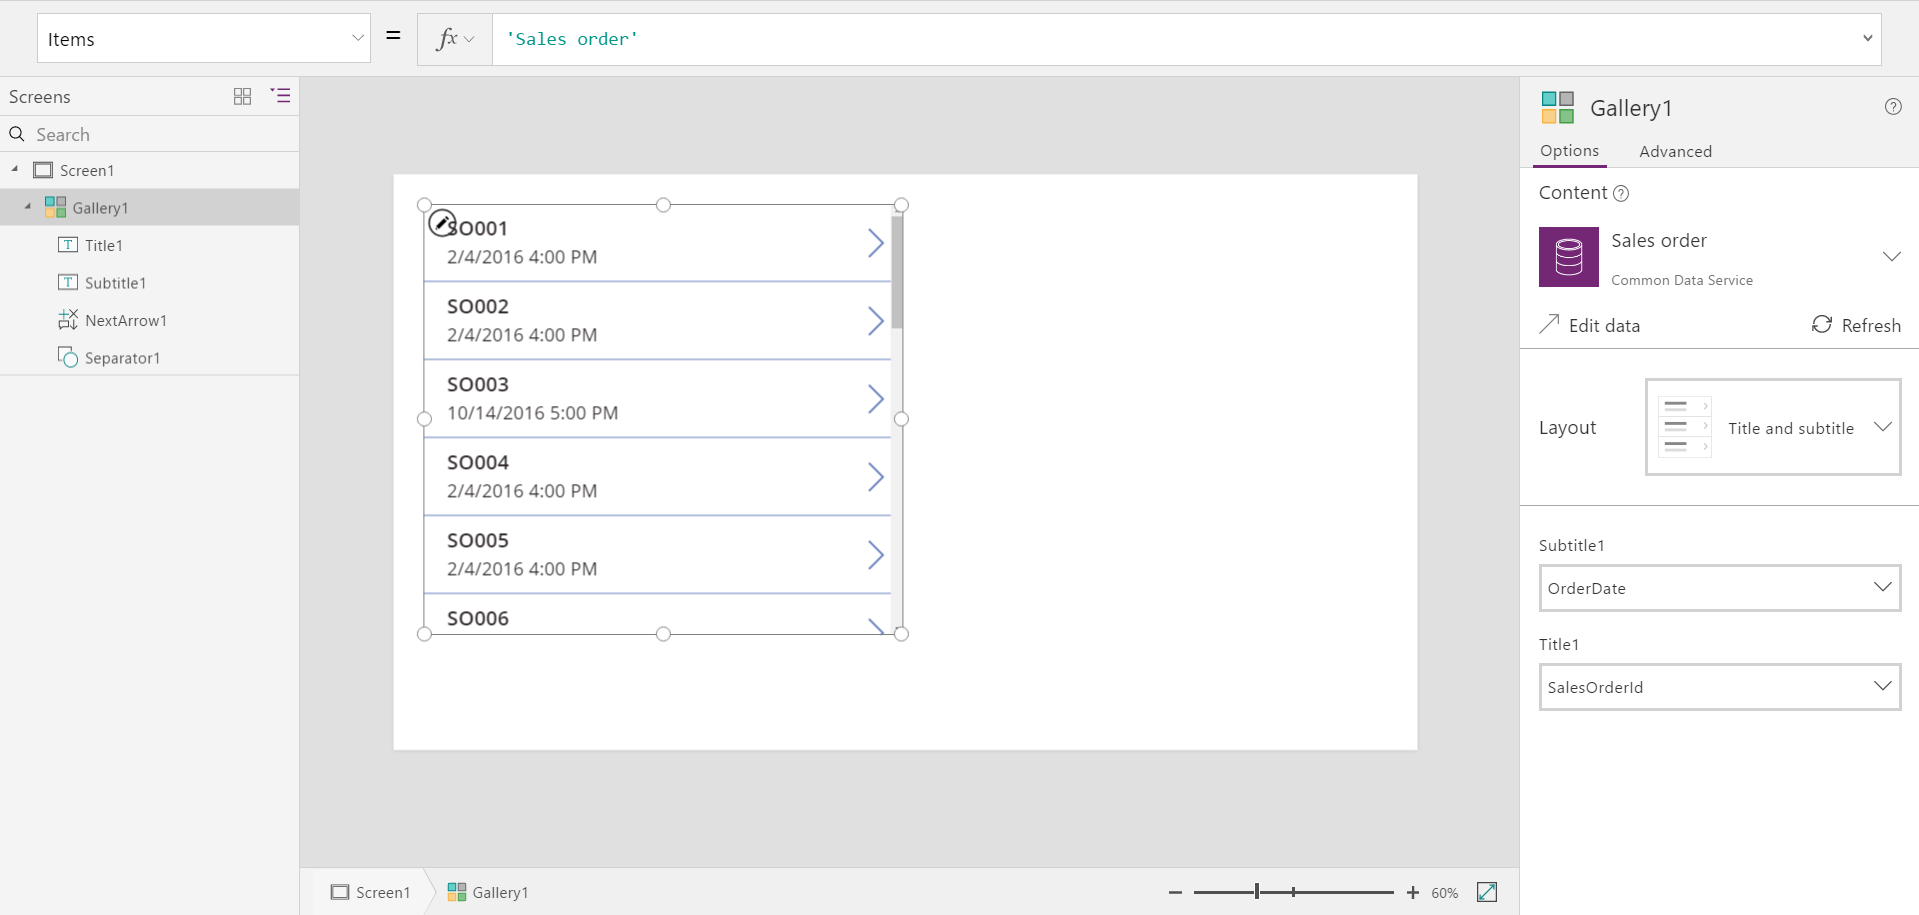 Items
=
fx
'Sales order'
Screens
Search
Screen1
Gallery1
Title1
Subtitle1
NextArrow1
Separator1
SO001
2/4/2016 4:00 PM
SO002
2/4/2016 4:00 PM
SO003
10/14/2016 5:00 PM
SO004
2/4/2016 4:00 PM
SO005
2/4/2016 4:00 PM
SO006
Screen1
Gallery1
60%
Gallery1
Options Advanced
Content
Sales order
Common Data Service
Edit data Refresh
Layout
Title and subtitle
Subtitle1
OrderDate
Title1
SalesOrderId